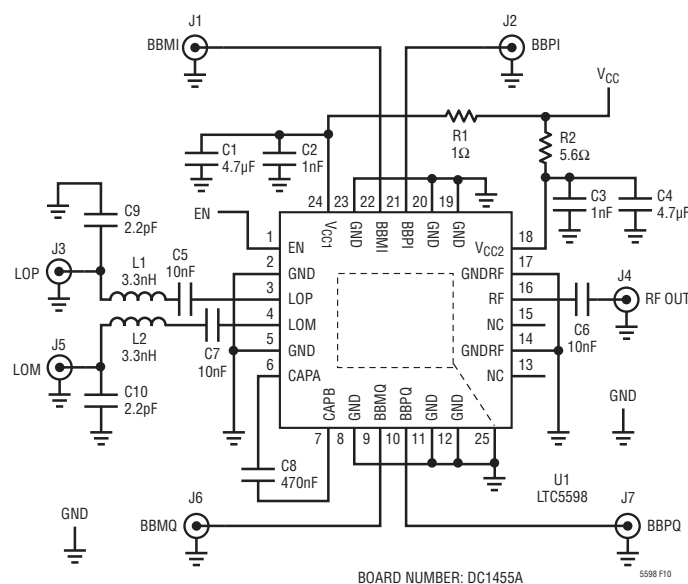 J1
BBMI
J2
BBPI
VCC
R1
1Ω
R2
5.6Ω
C1
4.7µF
C2
1nF
C3
1nF
C4
4.7µF
24 23 22 21 20 19
VCC1 GND BBMI BBPI GND GND
C9
2.2pF
EN
J3
LOP
L1
3.3nH
C5
10nF
L2
3.3nH
C7
10nF
J5
LOM
C10
2.2pF
1 EN
2 GND
3 LOP
4 LOM
5 GND
6 CAPA
VCC2 18
GNDRF 17
RF 16
NC 15
GNDRF 14
NC 13
J4
RF OUT
C6
10nF
GND
CAPB GND BBMQ BBPQ GND GND
7 8 9 10 11 12 25
C8
470nF
U1
LTC5598
GND
J6
BBMQ
J7
BBPQ
BOARD NUMBER: DC1455A
5598 F10